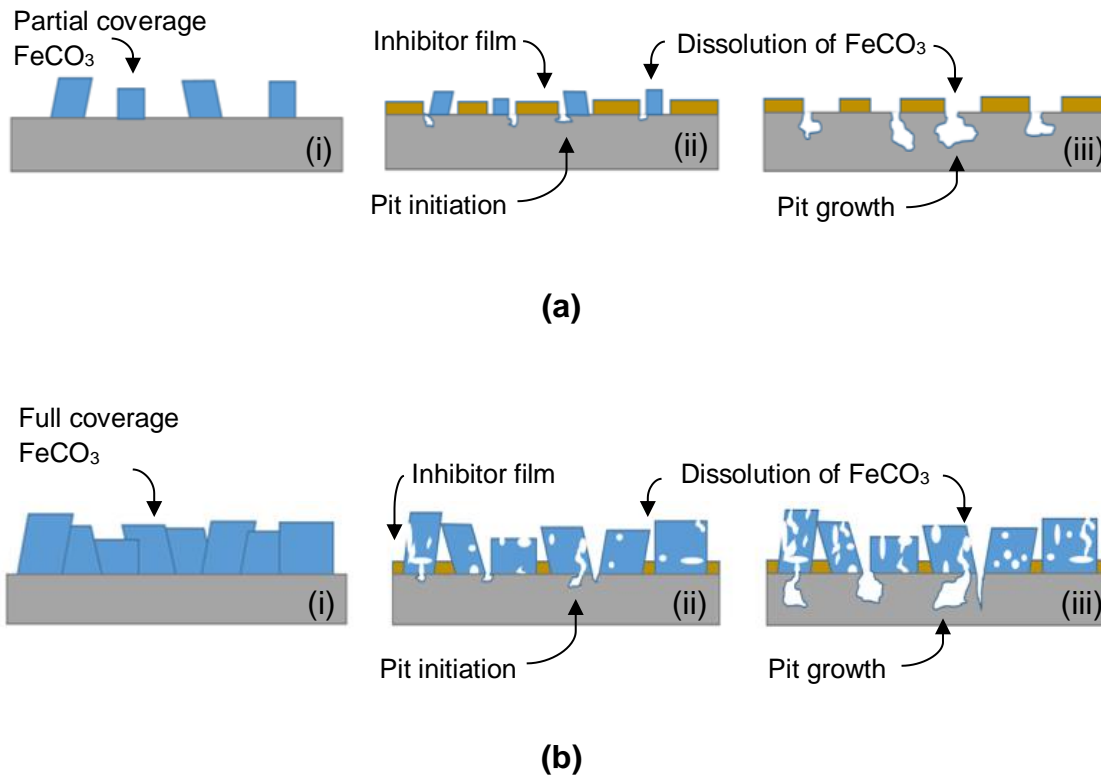 Partial coverage
FeCO₃
Inhibitor film
Dissolution of FeCO₃
(i)
(ii)
(iii)
Pit initiation
Pit growth
(a)
Full coverage
FeCO₃
Inhibitor film
Dissolution of FeCO₃
(i)
(ii)
(iii)
Pit initiation
Pit growth
(b)